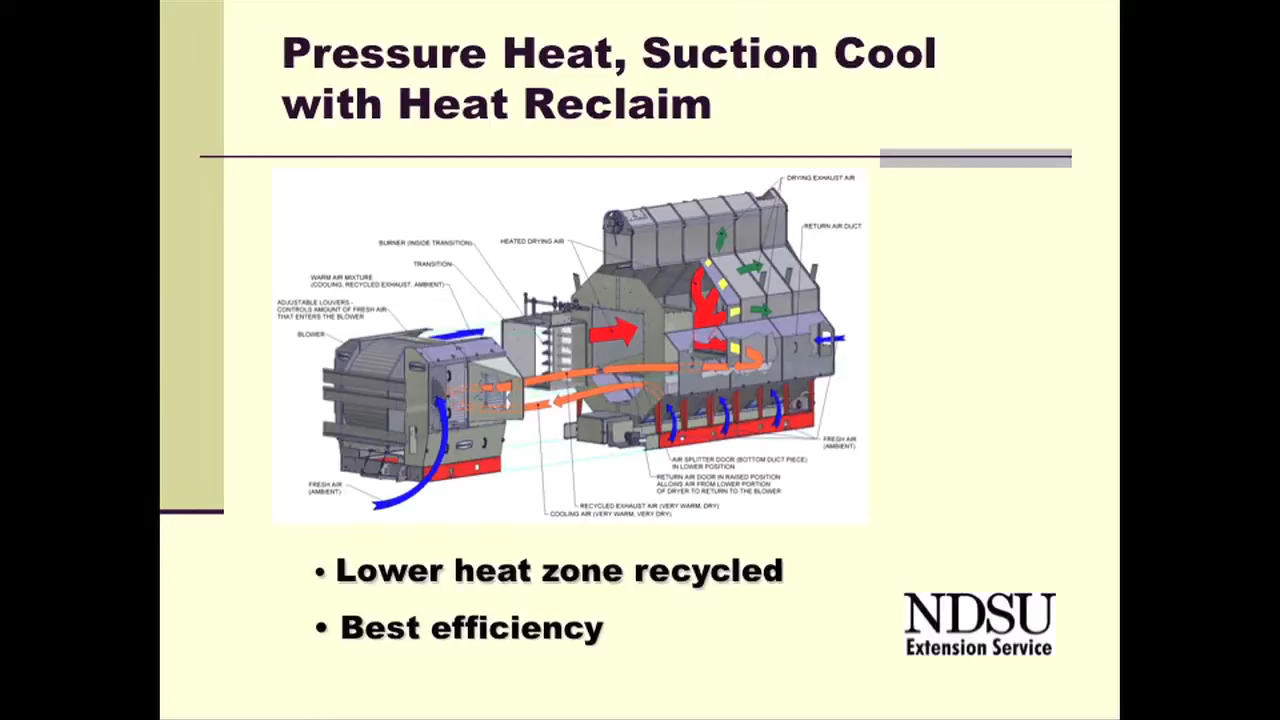 Pressure Heat, Suction Cool
with Heat Reclaim
DRYING EXHAUST AIR
RETURN AIR DUCT
BURNER (INSIDE TRANSITION)
HEATED DRYING AIR
TRANSITION
WARM AIR MIXTURE
(COOLING, RECYCLED EXHAUST, AMBIENT)
ADJUSTABLE LOUVERS -
CONTROLS AMOUNT OF FRESH AIR
THAT ENTERS THE BLOWER
BLOWER
FRESH AIR
(AMBIENT)
AIR SPLITTER DOOR (BOTTOM DUCT PIECE)
IN LOWER POSITION
RETURN AIR DOOR IN RAISED POSITION
ALLOWS AIR FROM LOWER PORTION
OF DRYER TO RETURN TO THE BLOWER
FRESH AIR
(AMBIENT)
RECYCLED EXHAUST AIR (VERY WARM, DRY)
COOLING AIR (VERY WARM, VERY DRY)
• Lower heat zone recycled
• Best efficiency
NDSU
Extension Service